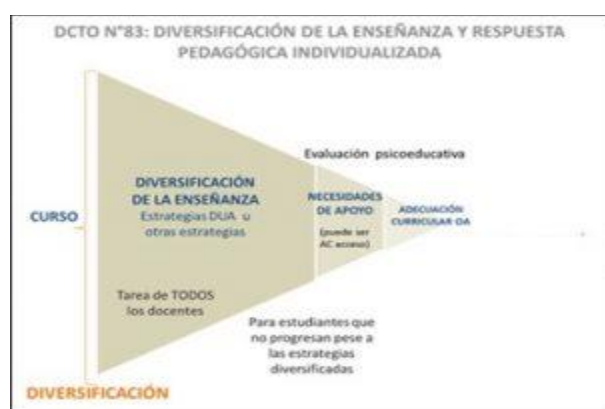 DCTO N°83: DIVERSIFICACIÓN DE LA ENSEÑANZA Y RESPUESTA
PEDAGÓGICA INDIVIDUALIZADA
Evaluación psicoeducativa
CURSO
DIVERSIFICACIÓN
DE LA ENSEÑANZA
Estrategias DUA u
otras estrategias
NECESIDADES
DE APOYO
(puede ser
AC acceso)
ADECUACIÓN
CURRICULAR OA
Tarea de TODOS
los docentes
Para estudiantes que
no progresan pese a
las estrategias
diversificadas
DIVERSIFICACIÓN